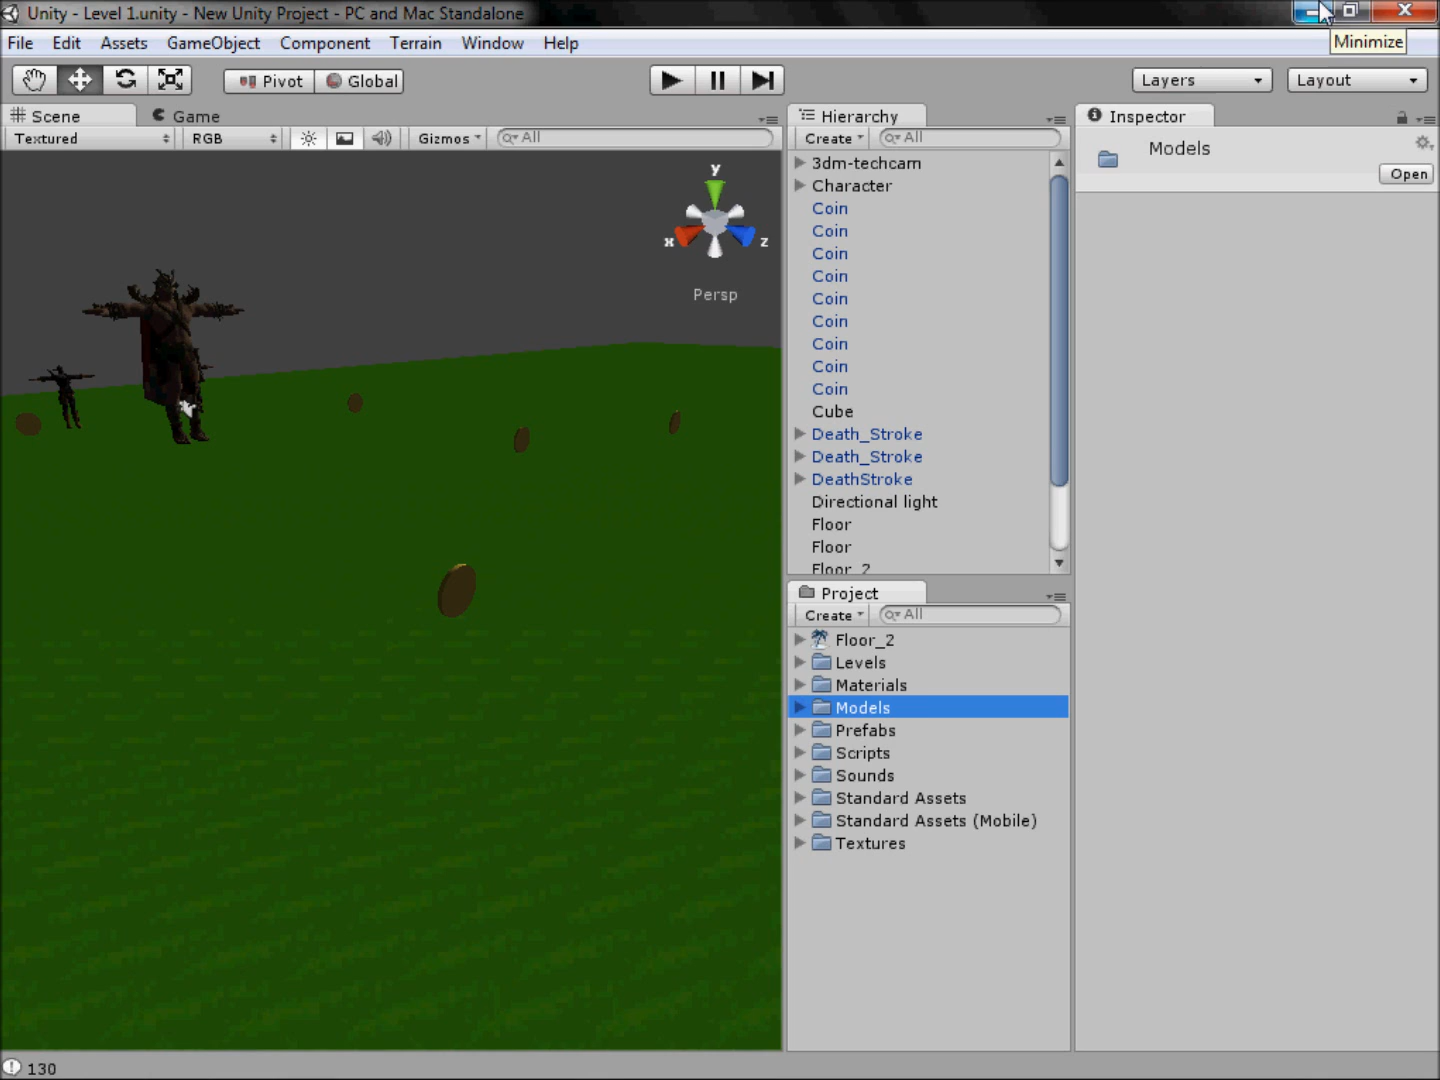 Unity - Level 1.unity - New Unity Project - PC and Mac Standalone
File Edit Assets GameObject Component Terrain Window Help
Minimize
Pivot Global Layers Layout
Scene Game
Textured RGB Gizmos All
y
x z
Persp
Hierarchy
Create All
3dm-techcam
Character
Coin
Coin
Coin
Coin
Coin
Coin
Coin
Coin
Coin
Cube
Death_Stroke
Death_Stroke
DeathStroke
Directional light
Floor
Floor
Floor_2
Project
Create All
Floor_2
Levels
Materials
Models
Prefabs
Scripts
Sounds
Standard Assets
Standard Assets (Mobile)
Textures
Inspector
Models
Open
130